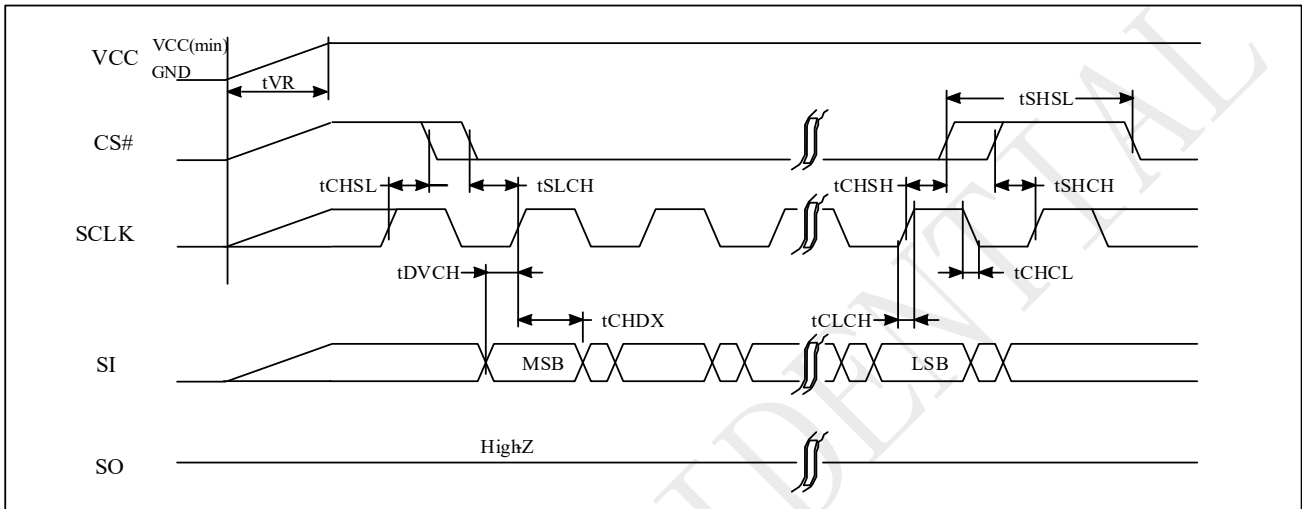 VCC
VCC(min)
GND
tVR
tSHSL
CS#
tCHSL
tSLCH
tCHSH
tSHCH
SCLK
tDVCH
tCHCL
tCHDX
tCLCH
SI
MSB
LSB
High-Z
SO